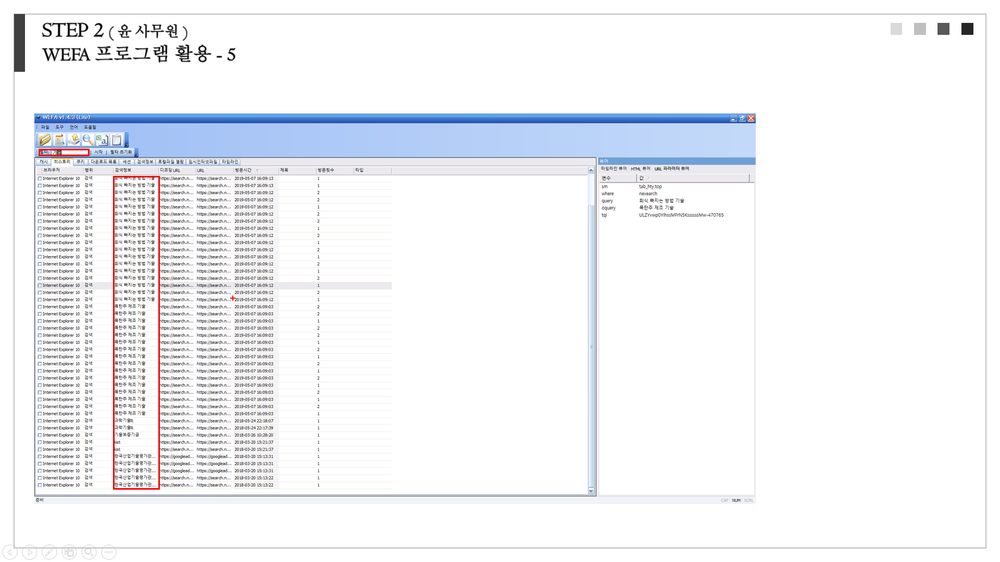 STEP 2 ( 윤 사무원 )
WEFA 프로그램 활용 - 5
WEFA v1.4.3 (Lite)
파일 도구 언어 도움말
필터: 기술 | 시작 | 필터 초기화
캐시 히스토리 쿠키 다운로드 목록 세션 검색정보 로컬파일 열람 임시인터넷파일 타임라인
브라우저 행위 검색정보 디코딩 URL URL 방문시간 제목 방문횟수 타입
Internet Explorer 10 검색 회식 빠지는 방법 기술 https://search.n... https://search.n... 2019-05-07 16:09:13 1
Internet Explorer 10 검색 회식 빠지는 방법 기술 https://search.n... https://search.n... 2019-05-07 16:09:13 1
Internet Explorer 10 검색 회식 빠지는 방법 기술 https://search.n... https://search.n... 2019-05-07 16:09:12 2
Internet Explorer 10 검색 회식 빠지는 방법 기술 https://search.n... https://search.n... 2019-05-07 16:09:12 2
Internet Explorer 10 검색 회식 빠지는 방법 기술 https://search.n... https://search.n... 2019-05-07 16:09:12 1
Internet Explorer 10 검색 회식 빠지는 방법 기술 https://search.n... https://search.n... 2019-05-07 16:09:12 2
Internet Explorer 10 검색 회식 빠지는 방법 기술 https://search.n... https://search.n... 2019-05-07 16:09:12 2
Internet Explorer 10 검색 회식 빠지는 방법 기술 https://search.n... https://search.n... 2019-05-07 16:09:12 1
Internet Explorer 10 검색 회식 빠지는 방법 기술 https://search.n... https://search.n... 2019-05-07 16:09:12 2
Internet Explorer 10 검색 회식 빠지는 방법 기술 https://search.n... https://search.n... 2019-05-07 16:09:12 1
Internet Explorer 10 검색 회식 빠지는 방법 기술 https://search.n... https://search.n... 2019-05-07 16:09:12 2
Internet Explorer 10 검색 회식 빠지는 방법 기술 https://search.n... https://search.n... 2019-05-07 16:09:12 1
Internet Explorer 10 검색 회식 빠지는 방법 기술 https://search.n... https://search.n... 2019-05-07 16:09:12 2
Internet Explorer 10 검색 회식 빠지는 방법 기술 https://search.n... https://search.n... 2019-05-07 16:09:12 1
Internet Explorer 10 검색 회식 빠지는 방법 기술 https://search.n... https://search.n... 2019-05-07 16:09:12 2
Internet Explorer 10 검색 회식 빠지는 방법 기술 https://search.n... https://search.n... 2019-05-07 16:09:12 1
Internet Explorer 10 검색 회식 빠지는 방법 기술 https://search.n... https://search.n... 2019-05-07 16:09:12 2
Internet Explorer 10 검색 회식 빠지는 방법 기술 https://search.n... https://search.n... 2019-05-07 16:09:12 1
Internet Explorer 10 검색 폭탄주 제조 기술 https://search.n... https://search.n... 2019-05-07 16:09:03 2
Internet Explorer 10 검색 폭탄주 제조 기술 https://search.n... https://search.n... 2019-05-07 16:09:03 2
Internet Explorer 10 검색 폭탄주 제조 기술 https://search.n... https://search.n... 2019-05-07 16:09:03 1
Internet Explorer 10 검색 폭탄주 제조 기술 https://search.n... https://search.n... 2019-05-07 16:09:03 2
Internet Explorer 10 검색 폭탄주 제조 기술 https://search.n... https://search.n... 2019-05-07 16:09:03 2
Internet Explorer 10 검색 폭탄주 제조 기술 https://search.n... https://search.n... 2019-05-07 16:09:03 1
Internet Explorer 10 검색 폭탄주 제조 기술 https://search.n... https://search.n... 2019-05-07 16:09:03 2
Internet Explorer 10 검색 폭탄주 제조 기술 https://search.n... https://search.n... 2019-05-07 16:09:03 1
Internet Explorer 10 검색 폭탄주 제조 기술 https://search.n... https://search.n... 2019-05-07 16:09:03 2
Internet Explorer 10 검색 폭탄주 제조 기술 https://search.n... https://search.n... 2019-05-07 16:09:03 1
Internet Explorer 10 검색 폭탄주 제조 기술 https://search.n... https://search.n... 2019-05-07 16:09:03 2
Internet Explorer 10 검색 폭탄주 제조 기술 https://search.n... https://search.n... 2019-05-07 16:09:03 1
Internet Explorer 10 검색 폭탄주 제조 기술 https://search.n... https://search.n... 2019-05-07 16:09:03 2
Internet Explorer 10 검색 폭탄주 제조 기술 https://search.n... https://search.n... 2019-05-07 16:09:03 1
Internet Explorer 10 검색 폭탄주 제조 기술 https://search.n... https://search.n... 2019-05-07 16:09:03 2
Internet Explorer 10 검색 폭탄주 제조 기술 https://search.n... https://search.n... 2019-05-07 16:09:03 1
Internet Explorer 10 검색 과학기술R https://search.n... https://search.n... 2018-05-24 22:18:07 1
Internet Explorer 10 검색 과학기술R https://search.n... https://search.n... 2018-05-24 22:17:39 1
Internet Explorer 10 검색 기술보증기금 https://search.n... https://search.n... 2018-03-26 10:28:20 1
Internet Explorer 10 검색 kist https://search.n... https://search.n... 2018-03-20 15:21:37 1
Internet Explorer 10 검색 kist https://search.n... https://search.n... 2018-03-20 15:21:37 1
Internet Explorer 10 검색 한국산업기술평가관... https://googlead... https://googlead... 2018-03-20 15:13:31 1
Internet Explorer 10 검색 한국산업기술평가관... https://googlead... https://googlead... 2018-03-20 15:13:31 1
Internet Explorer 10 검색 한국산업기술평가관... https://googlead... https://googlead... 2018-03-20 15:13:31 1
Internet Explorer 10 검색 한국산업기술평가관... https://search.n... https://search.n... 2018-03-20 15:13:22 1
Internet Explorer 10 검색 한국산업기술평가관... https://search.n... https://search.n... 2018-03-20 15:13:22 1
뷰어
타임라인 뷰어 HTML 뷰어 URL 파라미터 뷰어
변수 값
sm tab_hty.top
where nexearch
query 회식 빠지는 방법 기술
oquery 폭탄주 제조 기술
tqi ULZYvwp0YihssMFrN5KssssssMw-470765
준비
CAP NUM SCRL